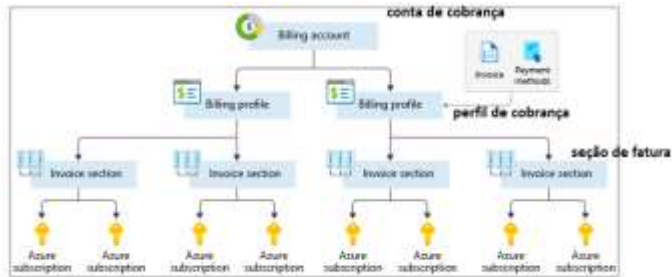 conta de cobrança
Billing account
Invoice
Payment methods
Billing profile
Billing profile
perfil de cobrança
seção de fatura
Invoice section
Invoice section
Invoice section
Invoice section
Azure subscription
Azure subscription
Azure subscription
Azure subscription
Azure subscription
Azure subscription
Azure subscription
Azure subscription